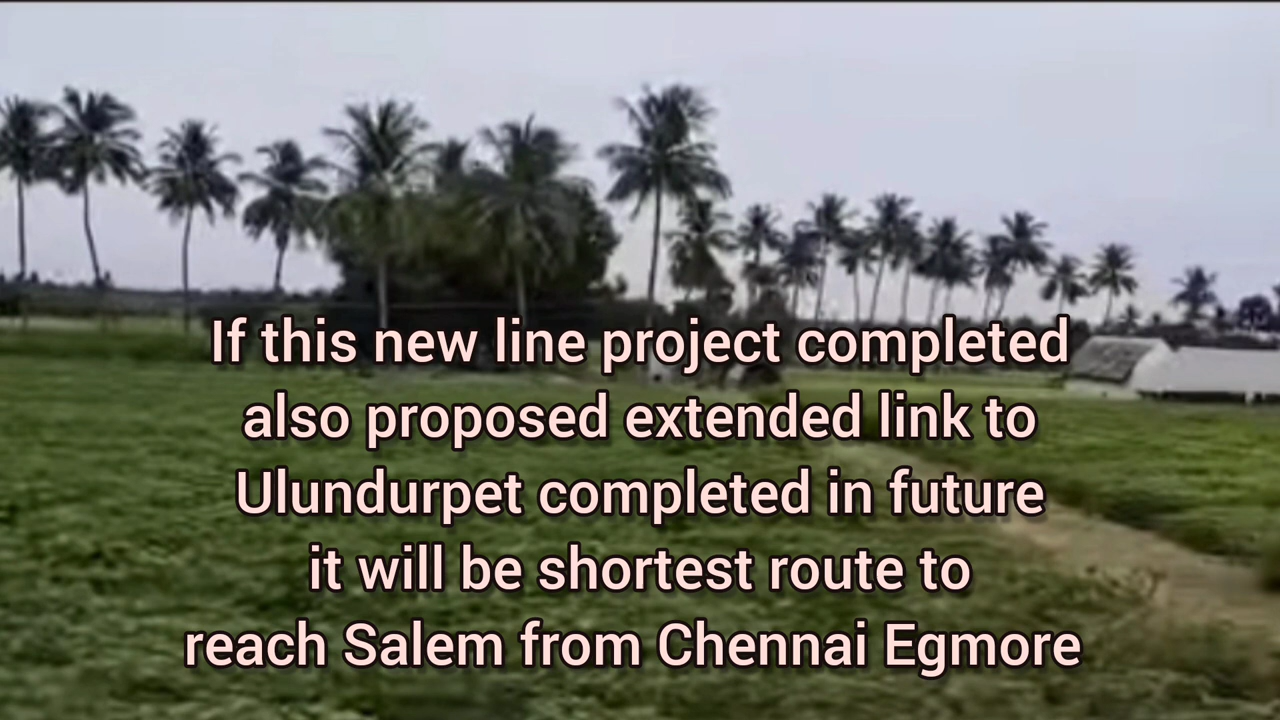 If this new line project completed
also proposed extended link to
Ulundurpet completed in future
it will be shortest route to
reach Salem from Chennai Egmore